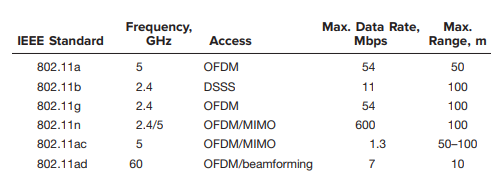 Frequency, Max. Data Rate, Max.
IEEE Standard GHz Access Mbps Range, m
802.11a 5 OFDM 54 50
802.11b 2.4 DSSS 11 100
802.11g 2.4 OFDM 54 100
802.11n 2.4/5 OFDM/MIMO 600 100
802.11ac 5 OFDM/MIMO 1.3 50–100
802.11ad 60 OFDM/beamforming 7 10